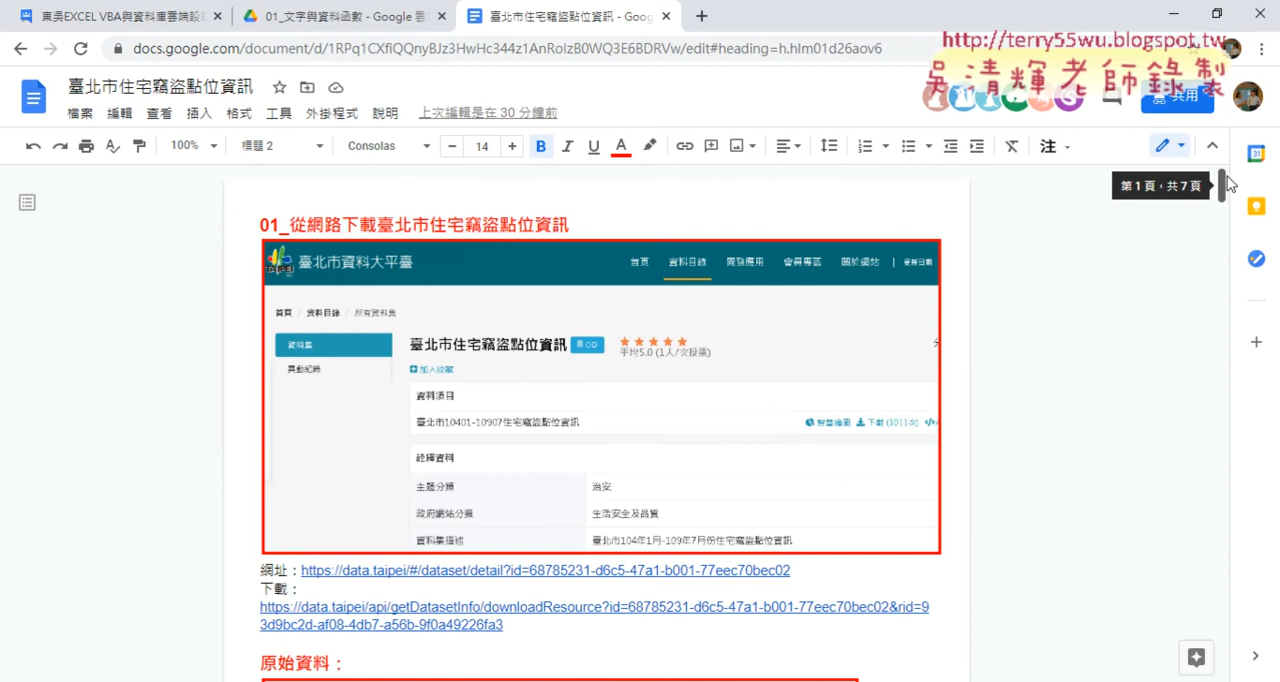 東吳EXCEL VBA與資料庫雲端設
01_文字與資料函數 - Google 雲
臺北市住宅竊盜點位資訊 - Goog
docs.google.com/document/d/1RPq1CXfiQQnyBJz3HwHc344z1AnRolzB0WQ3E6BDRVw/edit#heading=h.hlm01d26aov6
http://terry55wu.blogspot.tw
吳清輝老師錄製
臺北市住宅竊盜點位資訊
檔案 編輯 查看 插入 格式 工具 外掛程式 說明 上次編輯是在 30 分鐘前
共用
100% 標題 2 Consolas 14 B I U A 注
第 1 頁，共 7 頁
01_從網路下載臺北市住宅竊盜點位資訊
TAIPEI 臺北市資料大平臺
首頁 資料目錄 開發應用 會員專區 關於網站 | 更新日期
首頁 / 資料目錄 / 所有資料集
資料集
臺北市住宅竊盜點位資訊
平均5.0 (1人/次投票)
異動紀錄
加入收藏
資料項目
臺北市10401-10907住宅竊盜點位資訊
下載 (1011次)
詮釋資料
主題分類 治安
政府網站分類 生活安全及品質
資料集描述 臺北市104年1月-109年7月份住宅竊盜點位資訊
網址：https://data.taipei/#/dataset/detail?id=68785231-d6c5-47a1-b001-77eec70bec02
下載：
https://data.taipei/api/getDatasetInfo/downloadResource?id=68785231-d6c5-47a1-b001-77eec70bec02&rid=9
3d9bc2d-af08-4db7-a56b-9f0a49226fa3
原始資料：